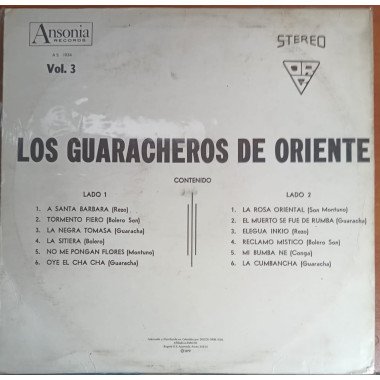 Ansonia
RECORDS
Vol. 3
STEREO
LOS GUARACHEROS DE ORIENTE
CONTENIDO
LADO 1
1. A SANTA BARBARA (Rezo)
2. TORMENTO FIERO (Bolero Son)
3. LA NEGRA TOMASA (Guaracha)
4. LA SITIERA (Bolero)
5. NO ME PONGAN FLORES (Montuno)
6. OYE EL CHA CHA (Guaracha)
LADO 2
1. LA ROSA ORIENTAL (Son Montuno)
2. EL MUERTO SE FUE DE RUMBA (Guaracha)
3. ELEGUA INKIO (Rezo)
4. RECLAMO MISTICO (Bolero Son)
5. MI BUMBA NE (Conga)
6. LA CUMBANCHA (Guaracha)